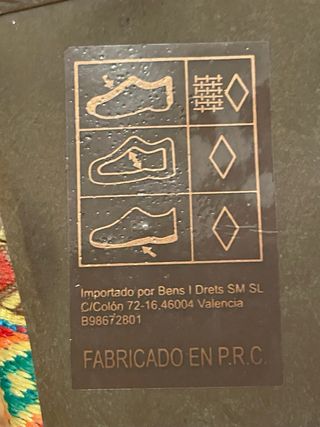 Importado por Bens I Drets SM SL
C/Colón 72-16,46004 Valencia
B98672801
FABRICADO EN P.R.C.